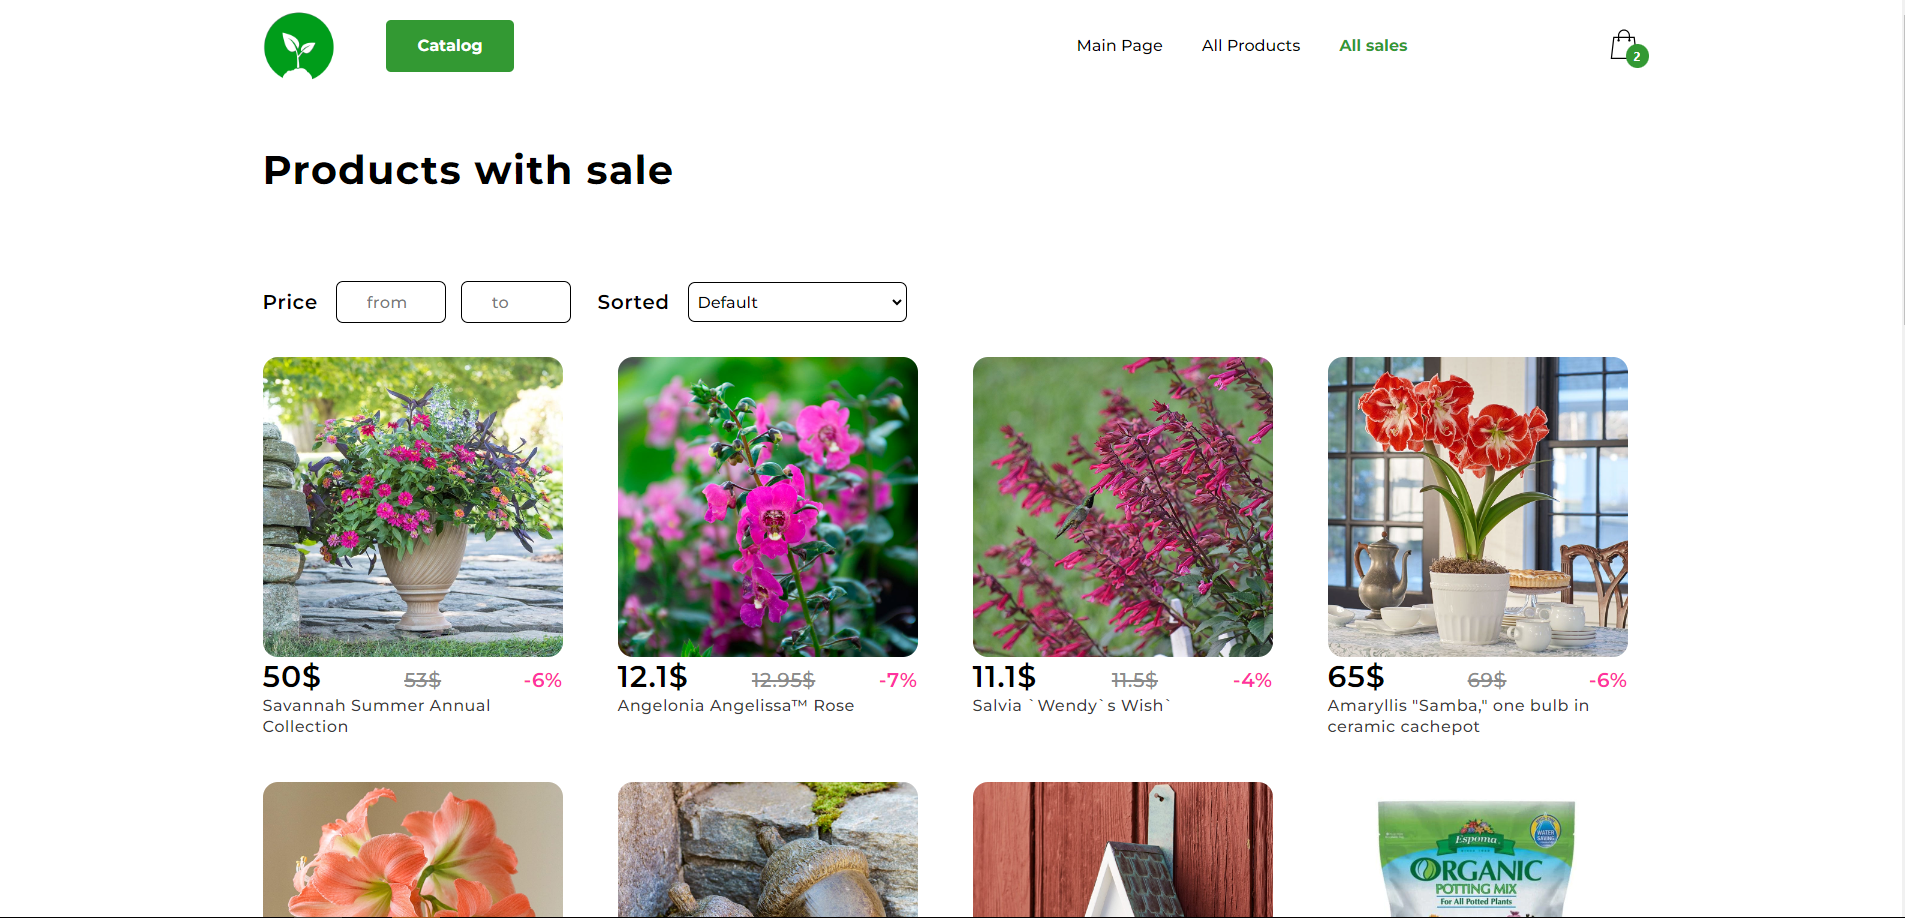 Catalog
Main Page
All Products
All sales
2
Products with sale
Price
from
to
Sorted
Default
50$ 53$ -6%
Savannah Summer Annual
Collection
12.1$ 12.95$ -7%
Angelonia Angelissa™ Rose
11.1$ 11.5$ -4%
Salvia `Wendy`s Wish`
65$ 69$ -6%
Amaryllis "Samba," one bulb in
ceramic cachepot
Espoma
ORGANIC
POTTING MIX
For All Potted Plants
WATER
SAVING